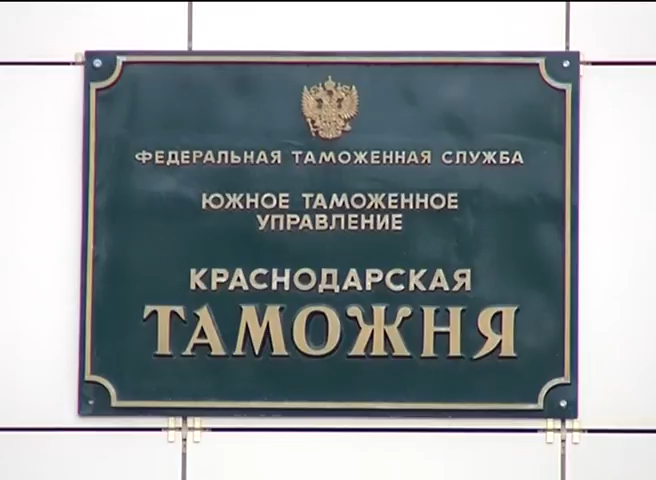 ФЕДЕРАЛЬНАЯ ТАМОЖЕННАЯ СЛУЖБА
ЮЖНОЕ ТАМОЖЕННОЕ
УПРАВЛЕНИЕ
КРАСНОДАРСКАЯ
ТАМОЖНЯ